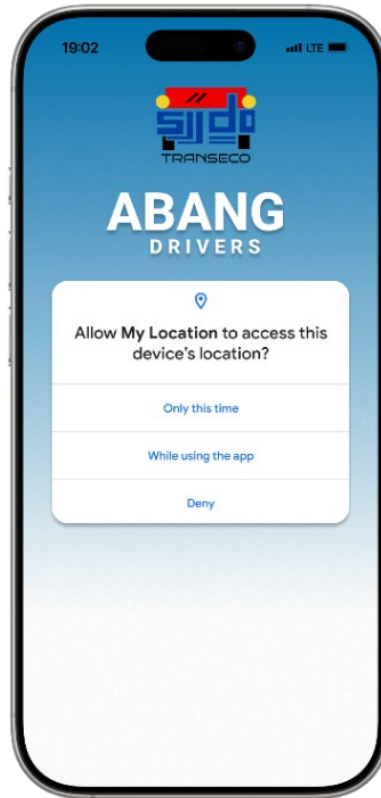 19:02
LTE
TRANSECO
ABANG
DRIVERS
Allow My Location to access this
device's location?
Only this time
While using the app
Deny